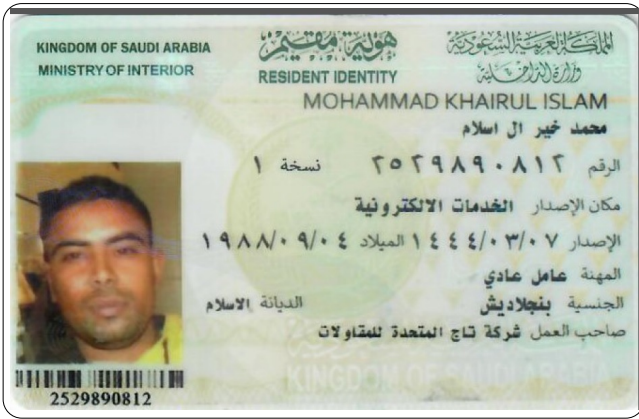 KINGDOM OF SAUDI ARABIA هوية مقيم المملكة العربية السعودية
MINISTRY OF INTERIOR RESIDENT IDENTITY وزارة الداخلية
MOHAMMAD KHAIRUL ISLAM
محمد خير ال اسلام
الرقم ٢٥٢٩٨٩٠٨١٢ نسخة ١
مكان الإصدار الخدمات الالكترونية
الإصدار ١٤٤٤/٠٣/٠٧ الميلاد ١٩٨٨/٠٩/٠٤
المهنة عامل عادي
الجنسية بنجلاديش الديانة الاسلام
صاحب العمل شركة تاج المتحدة للمقاولات
KINGDOM OF SAUDI ARABIA
2529890812